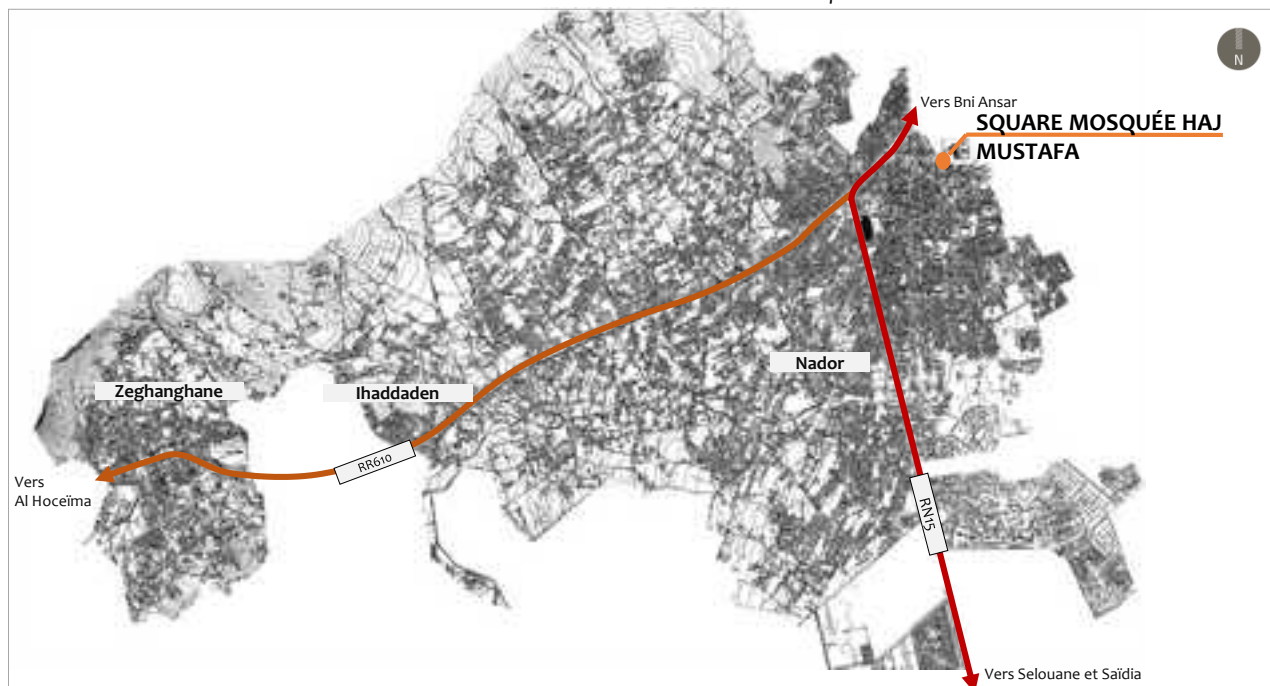 N
Vers Bni Ansar
SQUARE MOSQUÉE HAJ
MUSTAFA
Nador
Zeghanghane
Ihaddaden
RR610
Vers
Al Hoceïma
RN15
Vers Selouane et Saïdia